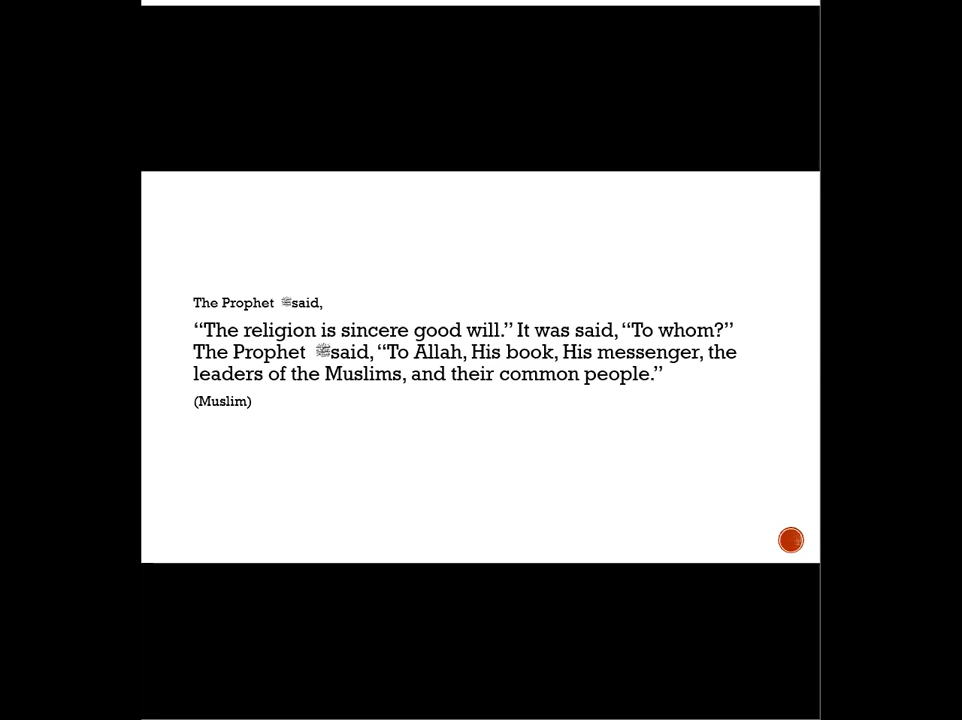 The Prophet ﷺ said,
“The religion is sincere good will.” It was said, “To whom?”
The Prophet ﷺ said, “To Allah, His book, His messenger, the
leaders of the Muslims, and their common people.”
(Muslim)